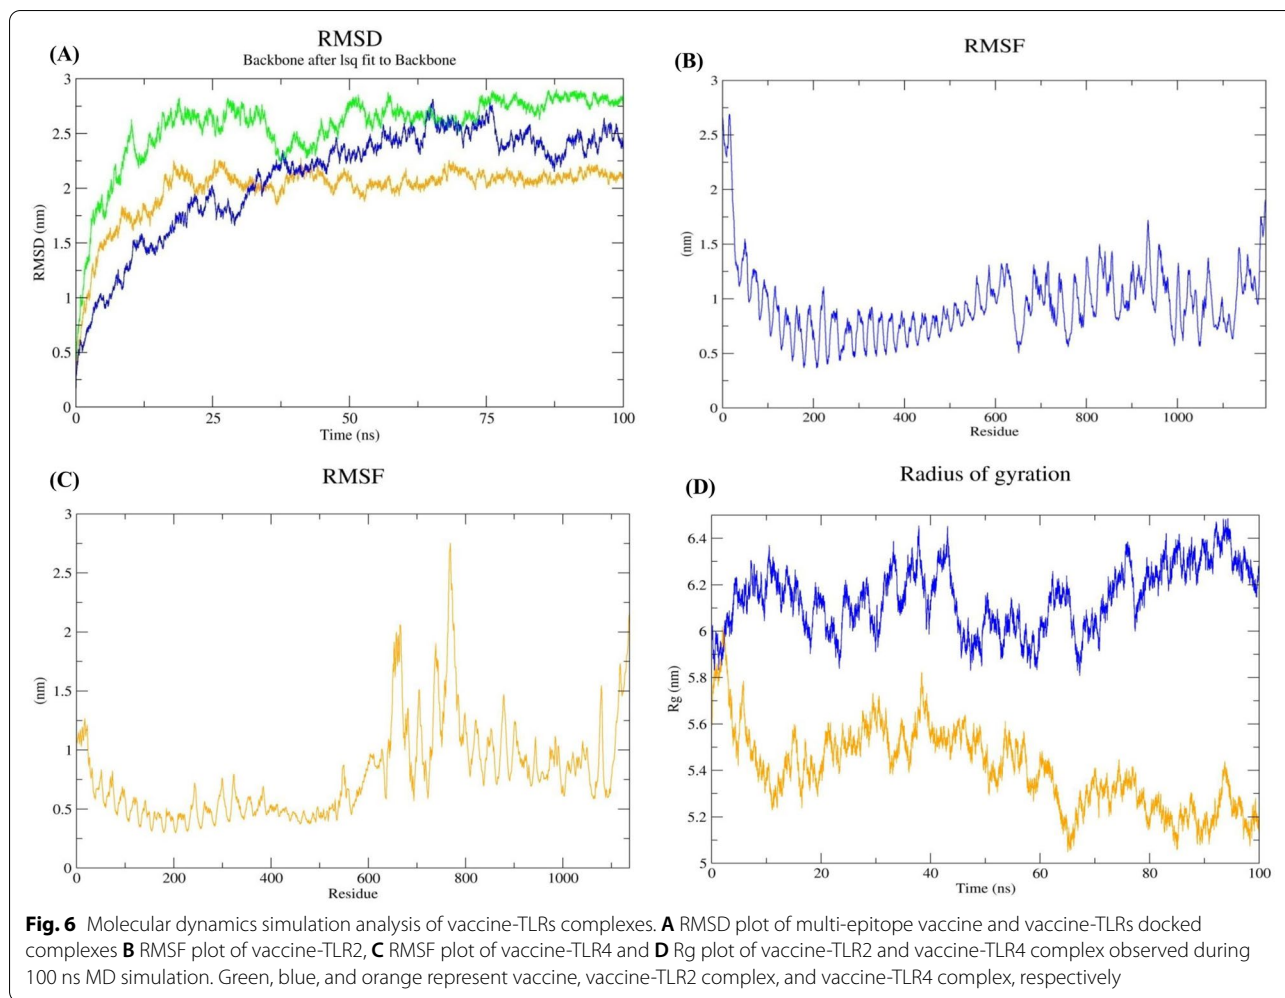 (A)
RMSD
Backbone after lsq fit to Backbone
3
2.5
2
1.5
1
0.5
0
RMSD (nm)
0 25 50 75 100
Time (ns)
(B)
RMSF
3
2.5
2
1.5
1
0.5
0
(nm)
0 200 400 600 800 1000
Residue
(C)
RMSF
3
2.5
2
1.5
1
0.5
0
(nm)
0 200 400 600 800 1000
Residue
(D)
Radius of gyration
6.4
6.2
6
5.8
5.6
5.4
5.2
5
Rg (nm)
0 20 40 60 80 100
Time (ns)
Fig. 6 Molecular dynamics simulation analysis of vaccine-TLRs complexes. A RMSD plot of multi-epitope vaccine and vaccine-TLRs docked
complexes B RMSF plot of vaccine-TLR2, C RMSF plot of vaccine-TLR4 and D Rg plot of vaccine-TLR2 and vaccine-TLR4 complex observed during
100 ns MD simulation. Green, blue, and orange represent vaccine, vaccine-TLR2 complex, and vaccine-TLR4 complex, respectively